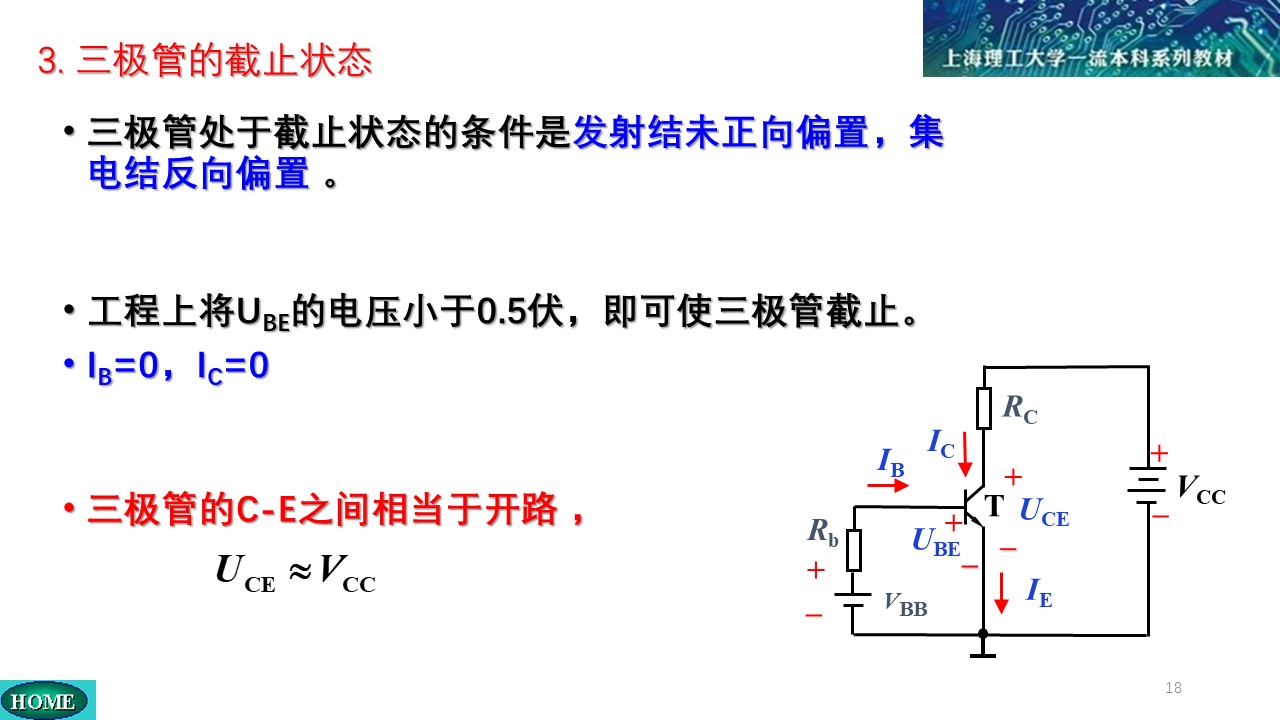 3. 三极管的截止状态
上海理工大学一流本科系列教材
• 三极管处于截止状态的条件是发射结未正向偏置，集
电结反向偏置 。
• 工程上将UBE的电压小于0.5伏，即可使三极管截止。
• IB=0，IC=0
• 三极管的C-E之间相当于开路 ，
UCE ≈ VCC
RC
IC
IB
+
+
T
UCE
VCC
Rb
+
UBE
−
−
−
+
IE
VBB
−
HOME
18